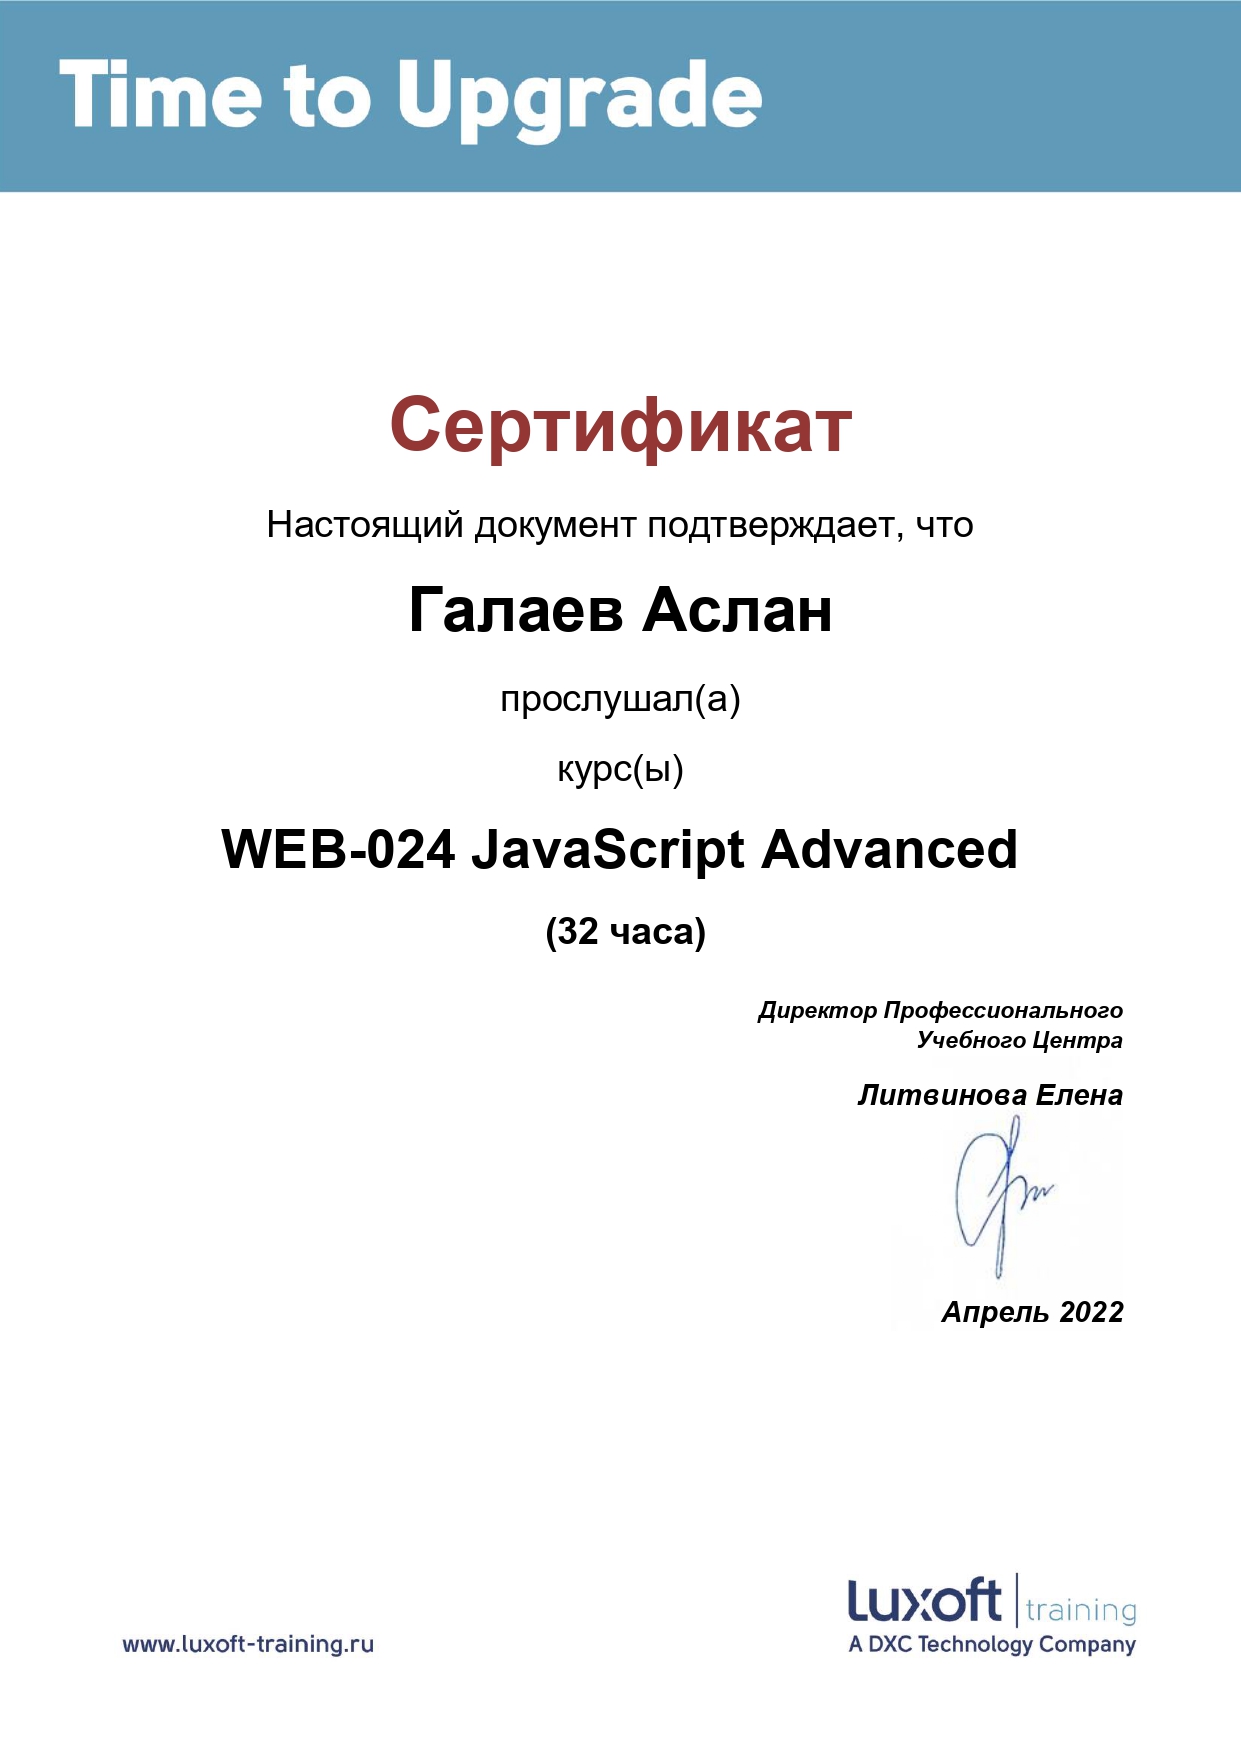 Time to Upgrade
Сертификат
Настоящий документ подтверждает, что
Галаев Аслан
прослушал(а)
курс(ы)
WEB-024 JavaScript Advanced
(32 часа)
Директор Профессионального
Учебного Центра
Литвинова Елена
Апрель 2022
www.luxoft-training.ru
luxoft training
A DXC Technology Company